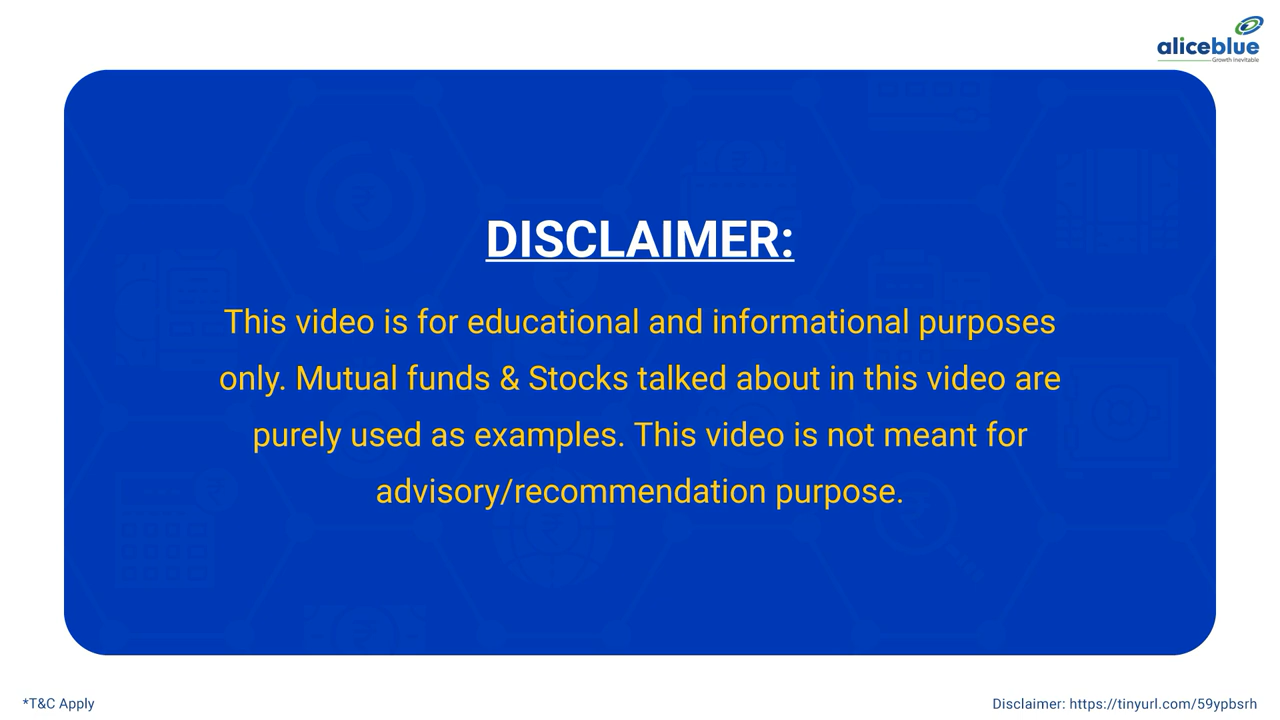 aliceblue
Growth Inevitable
DISCLAIMER:
This video is for educational and informational purposes
only. Mutual funds & Stocks talked about in this video are
purely used as examples. This video is not meant for
advisory/recommendation purpose.
*T&C Apply
Disclaimer: https://tinyurl.com/59ypbsrh